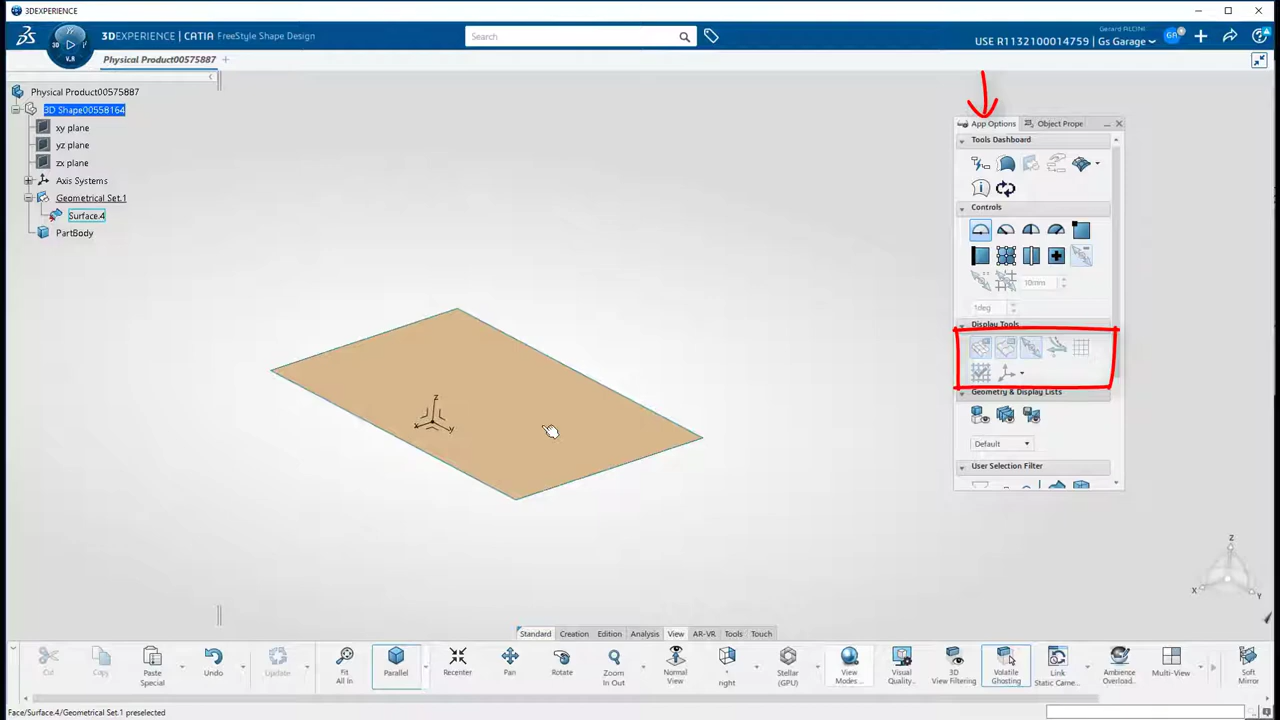 3DEXPERIENCE
3DEXPERIENCE | CATIA FreeStyle Shape Design
Search
Gerard ALCINI
USE R1132100014759 | Gs Garage
3D
V.R
Physical Product00575887
Physical Product00575887
3D Shape00558164
xy plane
yz plane
zx plane
Axis Systems
Geometrical Set.1
Surface.4
PartBody
App Options
Object Prope
Tools Dashboard
Controls
10mm
1deg
Display Tools
Geometry & Display Lists
Default
User Selection Filter
z
x
y
Z
X
Y
Standard
Creation
Edition
Analysis
View
AR-VR
Tools
Touch
Cut
Copy
Paste
Special
Undo
Update
Fit
All In
Parallel
Recenter
Pan
Rotate
Zoom
In Out
Normal
View
right
Stellar
(GPU)
View
Modes...
Visual
Quality...
3D
View Filtering
Volatile
Ghosting
Link
Static Came...
Ambience
Overload...
Multi-View
Soft
Mirror
Face/Surface.4/Geometrical Set.1 preselected